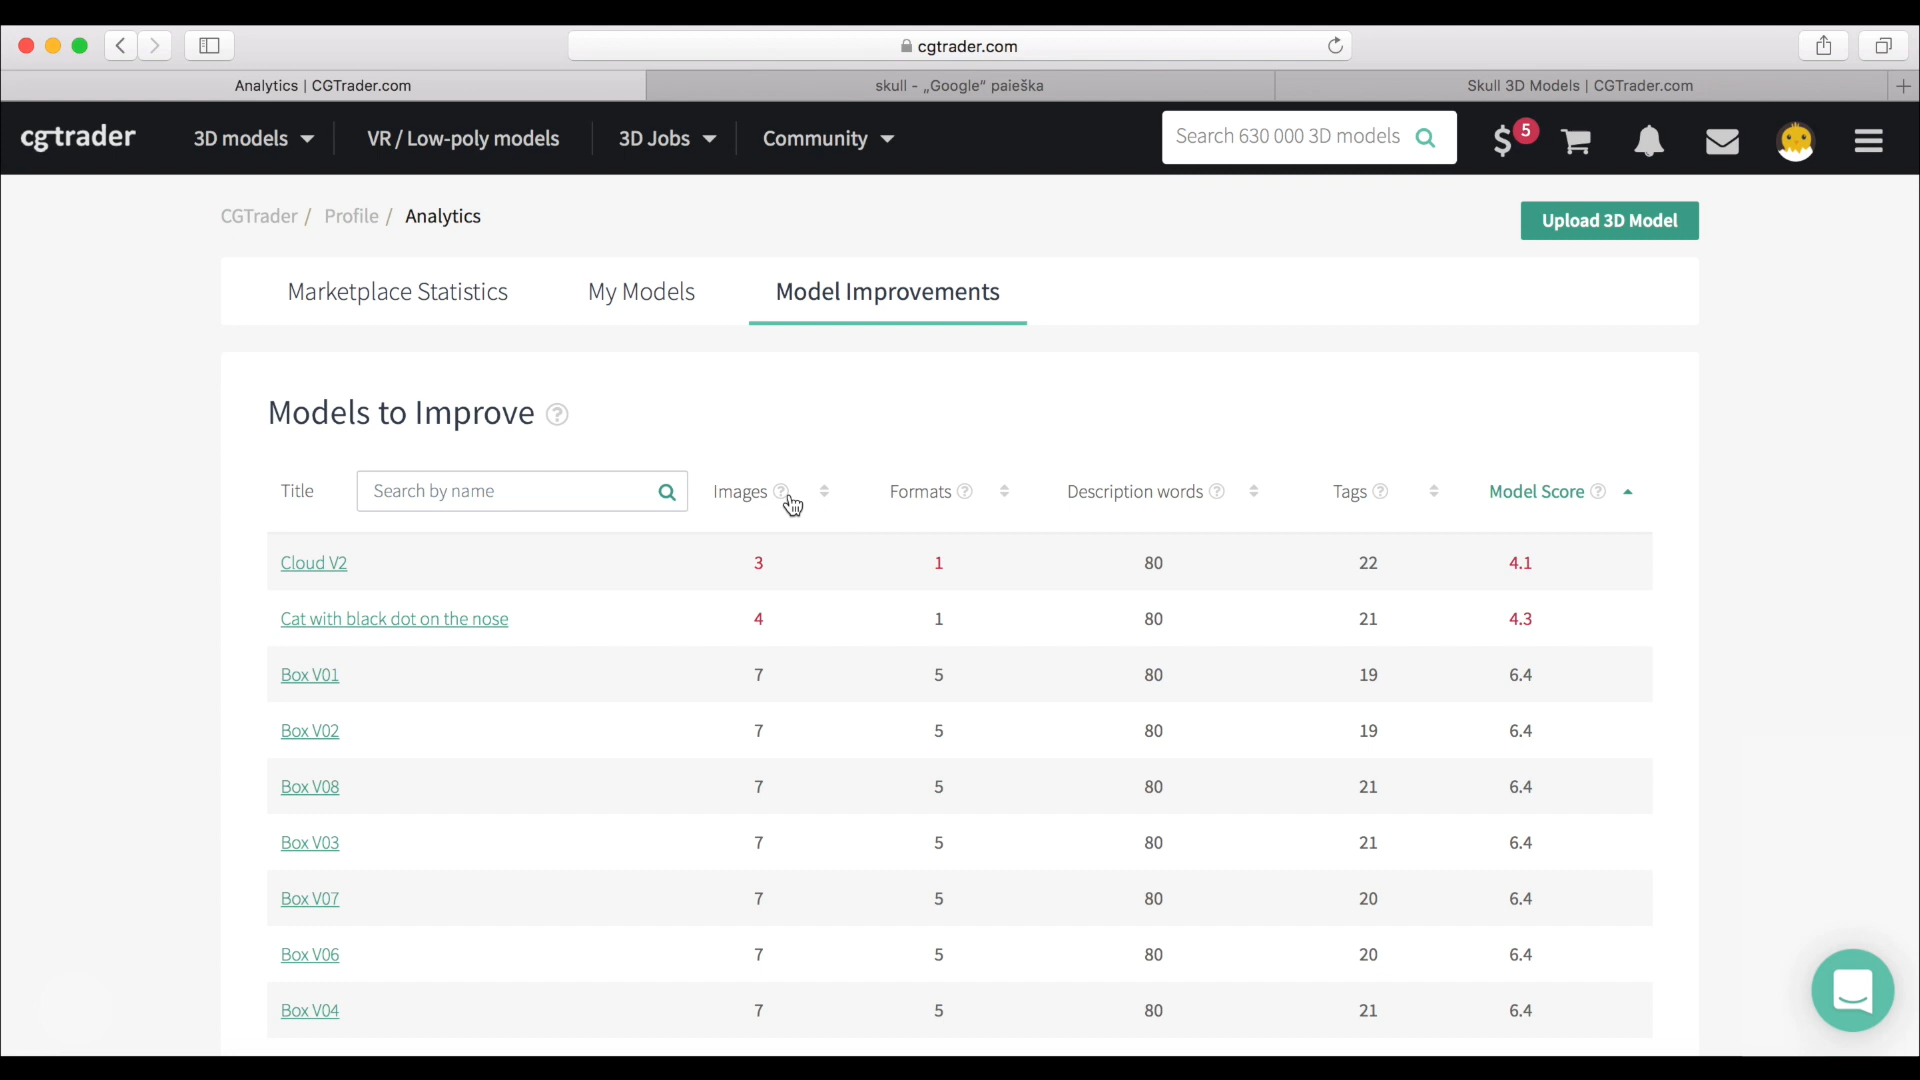 cgtrader.com
Analytics | CGTrader.com
skull - „Google“ paieška
Skull 3D Models | CGTrader.com
cgtrader
3D models
VR / Low-poly models
3D Jobs
Community
Search 630 000 3D models
$ 5
CGTrader / Profile / Analytics
Upload 3D Model
Marketplace Statistics
My Models
Model Improvements
Models to Improve ?
Title Search by name Images ? Formats ? Description words ? Tags ? Model Score ?
Cloud V2 3 1 80 22 4.1
Cat with black dot on the nose 4 1 80 21 4.3
Box V01 7 5 80 19 6.4
Box V02 7 5 80 19 6.4
Box V08 7 5 80 21 6.4
Box V03 7 5 80 21 6.4
Box V07 7 5 80 20 6.4
Box V06 7 5 80 20 6.4
Box V04 7 5 80 21 6.4